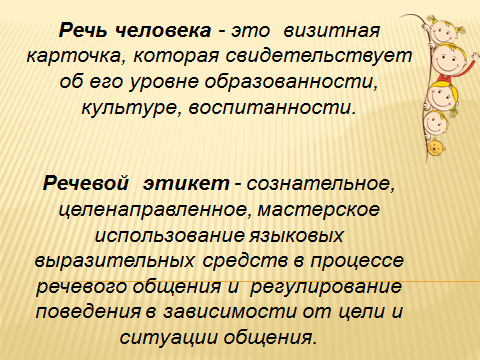 Речь человека - это визитная
карточка, которая свидетельствует
об его уровне образованности,
культуре, воспитанности.
Речевой этикет - сознательное,
целенаправленное, мастерское
использование языковых
выразительных средств в процессе
речевого общения и регулирование
поведения в зависимости от цели и
ситуации общения.